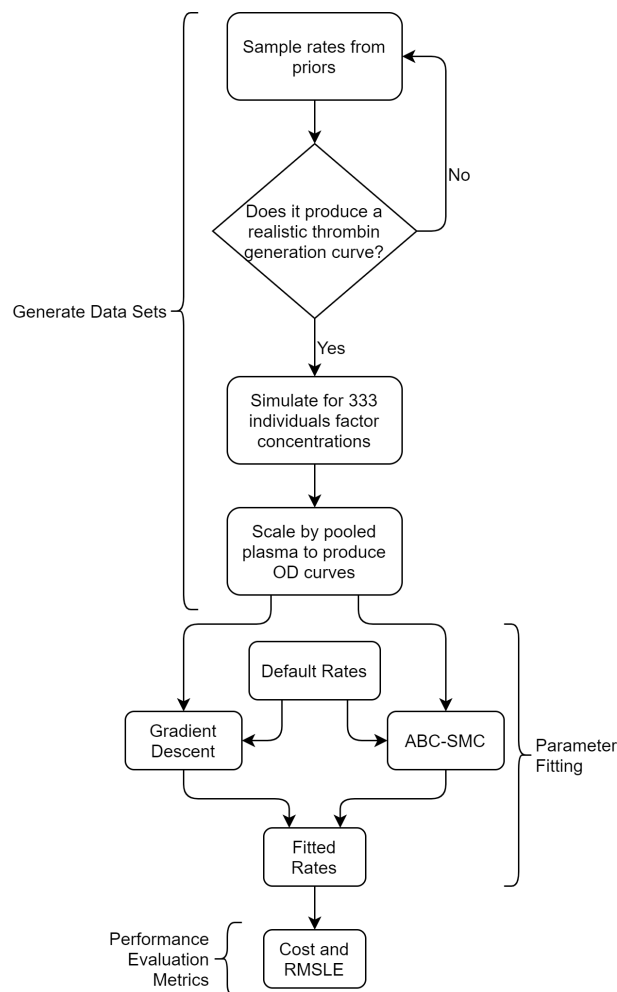 Sample rates from
priors
No
Does it produce a
realistic thrombin
generation curve?
Generate Data Sets
Yes
Simulate for 333
individuals factor
concentrations
Scale by pooled
plasma to produce
OD curves
Default Rates
Gradient
Descent
ABC-SMC
Parameter
Fitting
Fitted
Rates
Performance
Evaluation
Metrics
Cost and
RMSLE